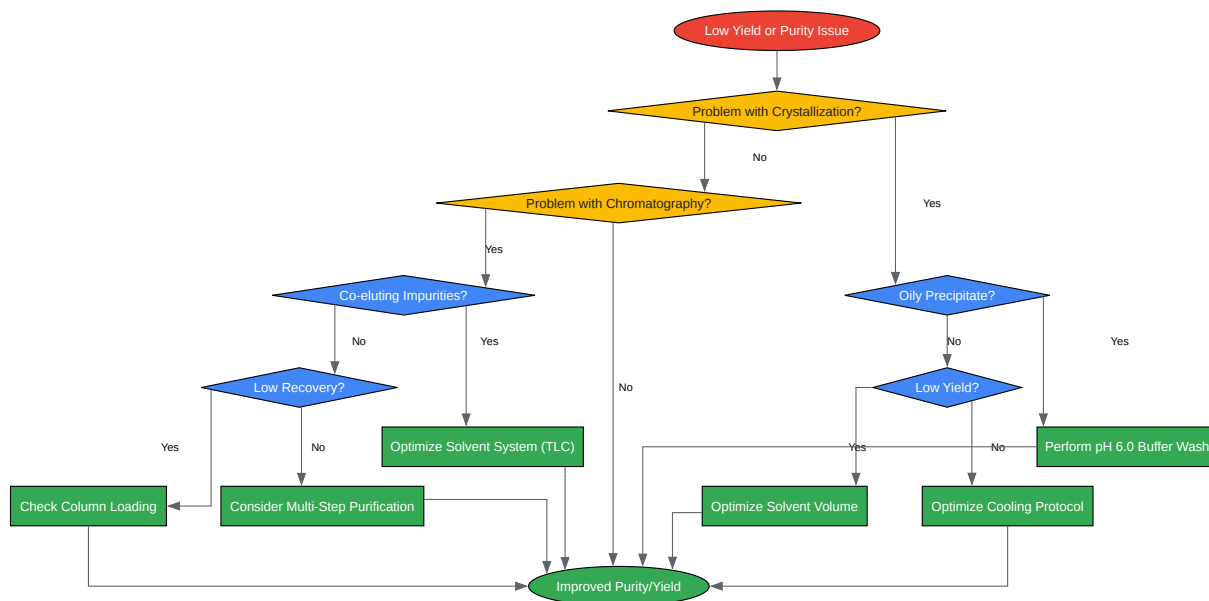 Low Yield or Purity Issue
Problem with Crystallization?
No
Problem with Chromatography?
Yes
Yes
Co-eluting Impurities?
Oily Precipitate?
No
Yes
No
Yes
Low Recovery?
No
Low Yield?
Yes
No
Optimize Solvent System (TLC)
Yes
No
Perform pH 6.0 Buffer Wash
Check Column Loading
Consider Multi-Step Purification
Optimize Solvent Volume
Optimize Cooling Protocol
Improved Purity/Yield